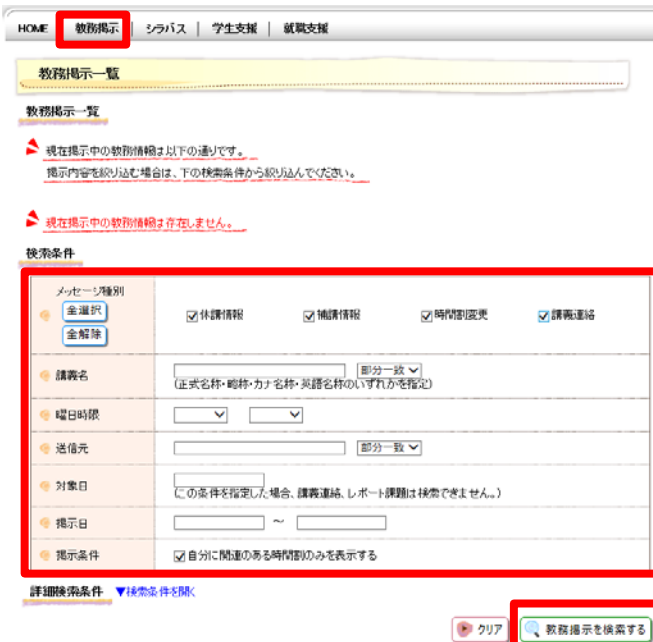 HOME 教務掲示 シラバス 学生支援 就職支援
教務掲示一覧
教務掲示一覧
現在掲示中の教務情報は以下の通りです。
掲示内容を絞り込む場合は、下の検索条件から絞り込んでください。
現在掲示中の教務情報は存在しません。
検索条件
メッセージ種別
全選択
全解除
休講情報 補講情報 時間割変更 講義連絡
講義名 部分一致
(正式名称・略称・カナ名称・英語名称のいずれかを指定)
曜日時限
送信元 部分一致
対象日
(この条件を指定した場合、講義連絡、レポート課題は検索できません。)
掲示日 ～
掲示条件 自分に関連のある時間割のみを表示する
詳細検索条件 ▼検索条件を開く
クリア 教務掲示を検索する